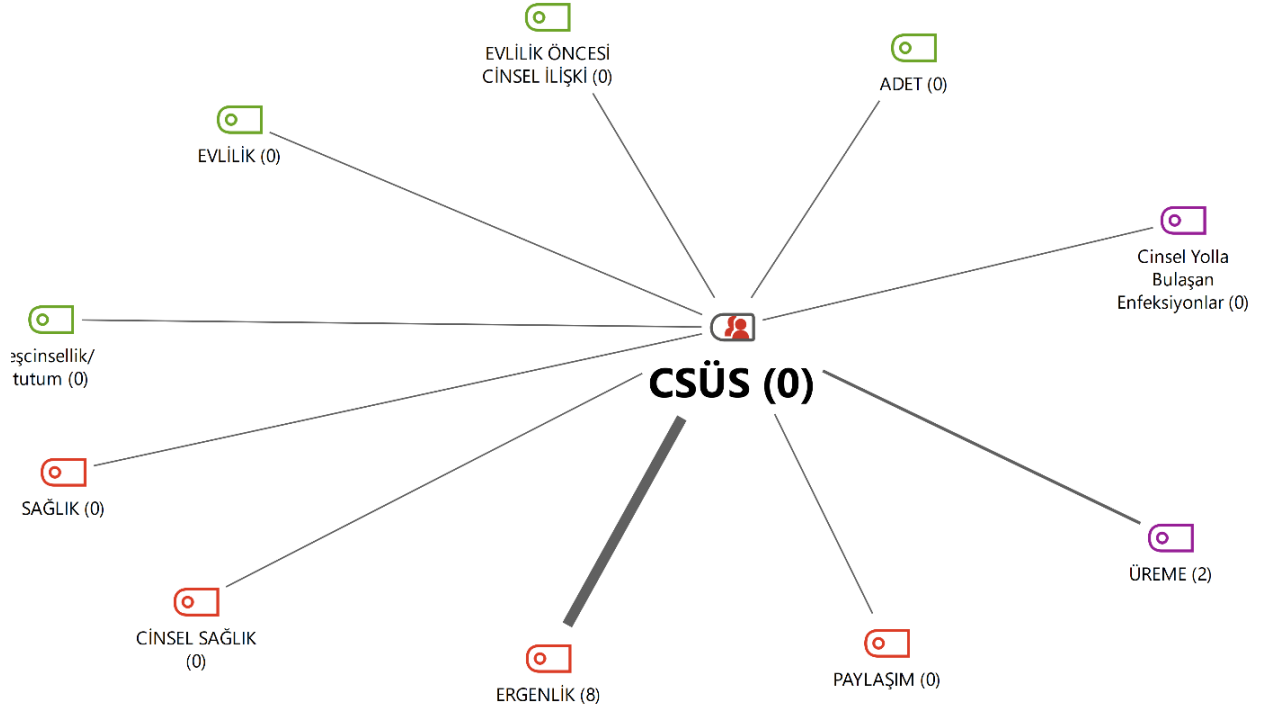 EVLİLİK ÖNCESİ
CİNSEL İLİŞKİ (0)
ADET (0)
EVLİLİK (0)
Cinsel Yolla
Bulaşan
Enfeksiyonlar (0)
eşcinsellik/
tutum (0)
CSÜS (0)
SAĞLIK (0)
ÜREME (2)
CİNSEL SAĞLIK
(0)
PAYLAŞIM (0)
ERGENLİK (8)